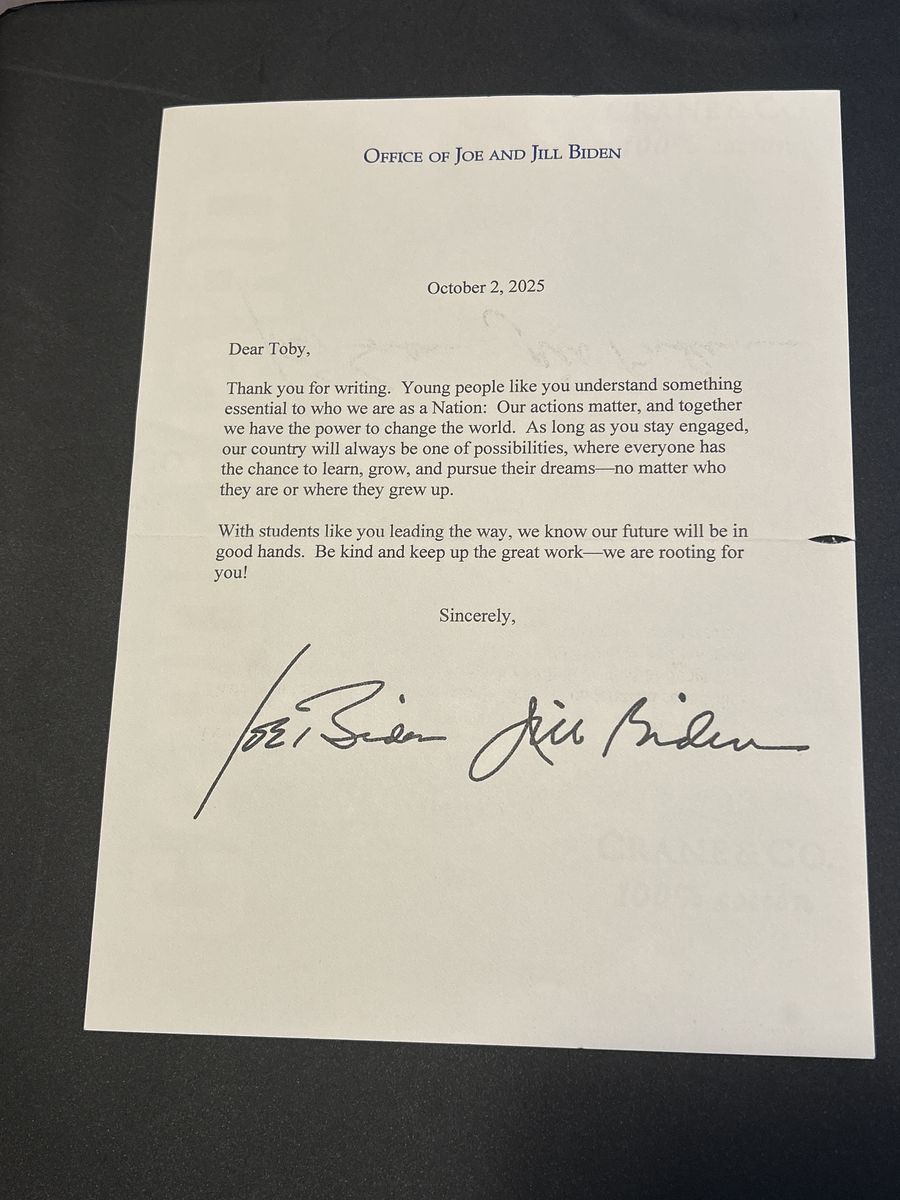 OFFICE OF JOE AND JILL BIDEN
October 2, 2025
Dear Toby,
Thank you for writing.  Young people like you understand something
essential to who we are as a Nation:  Our actions matter, and together
we have the power to change the world.  As long as you stay engaged,
our country will always be one of possibilities, where everyone has
the chance to learn, grow, and pursue their dreams—no matter who
they are or where they grew up.
With students like you leading the way, we know our future will be in
good hands.  Be kind and keep up the great work—we are rooting for
you!
Sincerely,
Joe Biden Jill Biden
CRANE & CO.
100% cotton